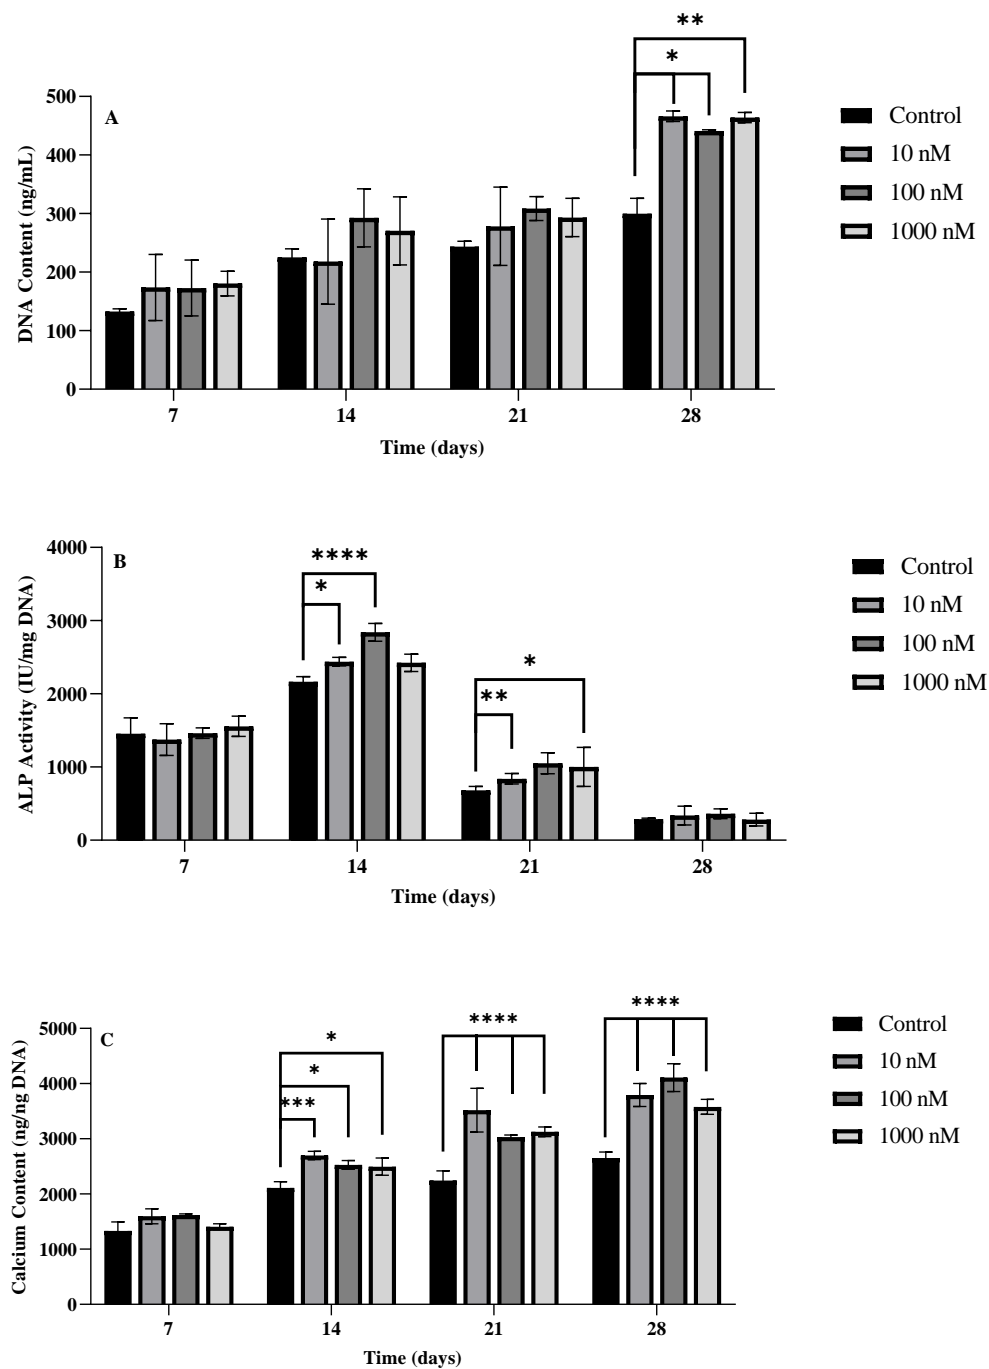 **
*
500
A
400
300
200
100
0
DNA Content (ng/mL)
7 14 21 28
Time (days)
Control
10 nM
100 nM
1000 nM
4000
B
3000
2000
1000
0
ALP Activity (IU/mg DNA)
****
*
*
**
7 14 21 28
Time (days)
Control
10 nM
100 nM
1000 nM
5000
C
4000
3000
2000
1000
0
Calcium Content (ng/ng DNA)
*
*
***
****
****
7 14 21 28
Time (days)
Control
10 nM
100 nM
1000 nM